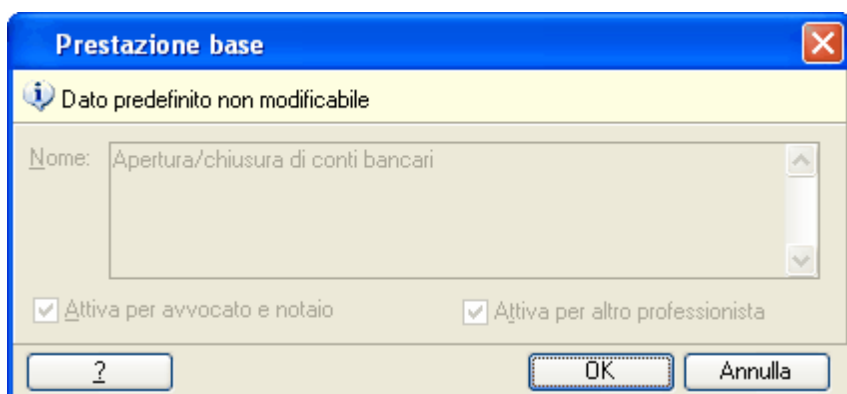 Prestazione base
Dato predefinito non modificabile
Nome: Apertura/chiusura di conti bancari
Attiva per avvocato e notaio Attiva per altro professionista
? OK Annulla